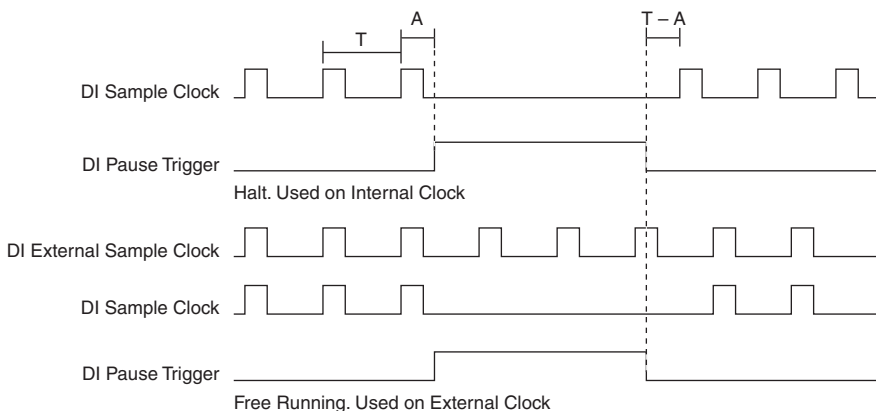 A
T – A
T
DI Sample Clock
DI Pause Trigger
Halt. Used on Internal Clock
DI External Sample Clock
DI Sample Clock
DI Pause Trigger
Free Running. Used on External Clock